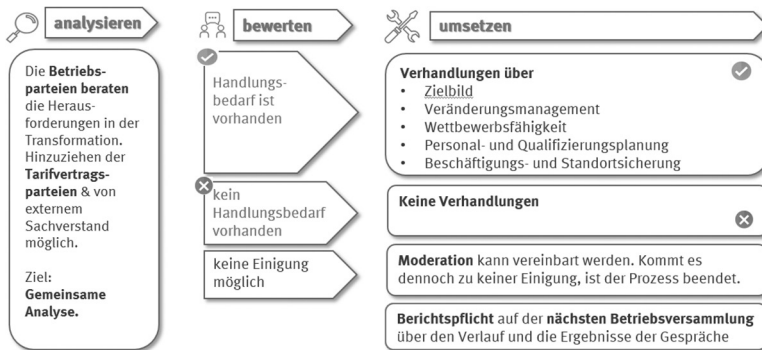 analysieren
Die Betriebs-
parteien beraten
die Heraus-
forderungen in der
Transformation.
Hinzuziehen der
Tarifvertrags-
parteien & von
externem
Sachverstand
möglich.
Ziel:
Gemeinsame
Analyse.
bewerten
Handlungs-
bedarf ist
vorhanden
kein
Handlungsbedarf
vorhanden
keine Einigung
möglich
umsetzen
Verhandlungen über
• Zielbild
• Veränderungsmanagement
• Wettbewerbsfähigkeit
• Personal- und Qualifizierungsplanung
• Beschäftigungs- und Standortsicherung
Keine Verhandlungen
Moderation kann vereinbart werden. Kommt es
dennoch zu keiner Einigung, ist der Prozess beendet.
Berichtspflicht auf der nächsten Betriebsversammlung
über den Verlauf und die Ergebnisse der Gespräche